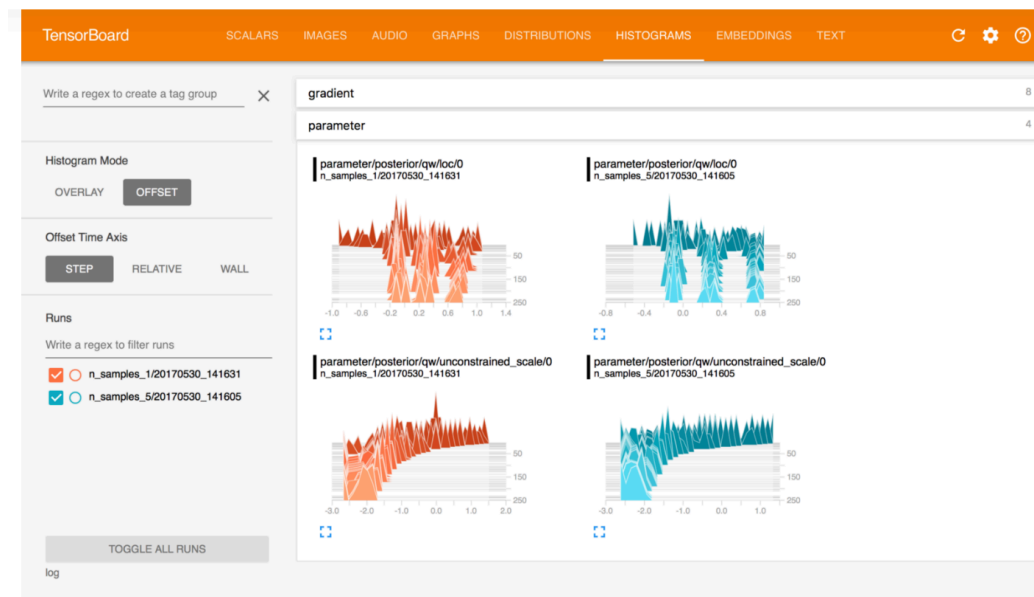 TensorBoard
SCALARS IMAGES AUDIO GRAPHS DISTRIBUTIONS HISTOGRAMS EMBEDDINGS TEXT
Write a regex to create a tag group
Histogram Mode
OVERLAY OFFSET
Offset Time Axis
STEP RELATIVE WALL
Runs
Write a regex to filter runs
n_samples_1/20170530_141631
n_samples_5/20170530_141605
TOGGLE ALL RUNS
log
gradient 8
parameter 4
parameter/posterior/qw/loc/0
n_samples_1/20170530_141631
50
150
250
-1.0 -0.6 -0.2 0.2 0.6 1.0 1.4
parameter/posterior/qw/loc/0
n_samples_5/20170530_141605
50
150
250
-0.8 -0.4 0.0 0.4 0.8
parameter/posterior/qw/unconstrained_scale/0
n_samples_1/20170530_141631
50
150
250
-3.0 -2.0 -1.0 0.0 1.0 2.0
parameter/posterior/qw/unconstrained_scale/0
n_samples_5/20170530_141605
50
150
250
-3.0 -2.0 -1.0 0.0 1.0